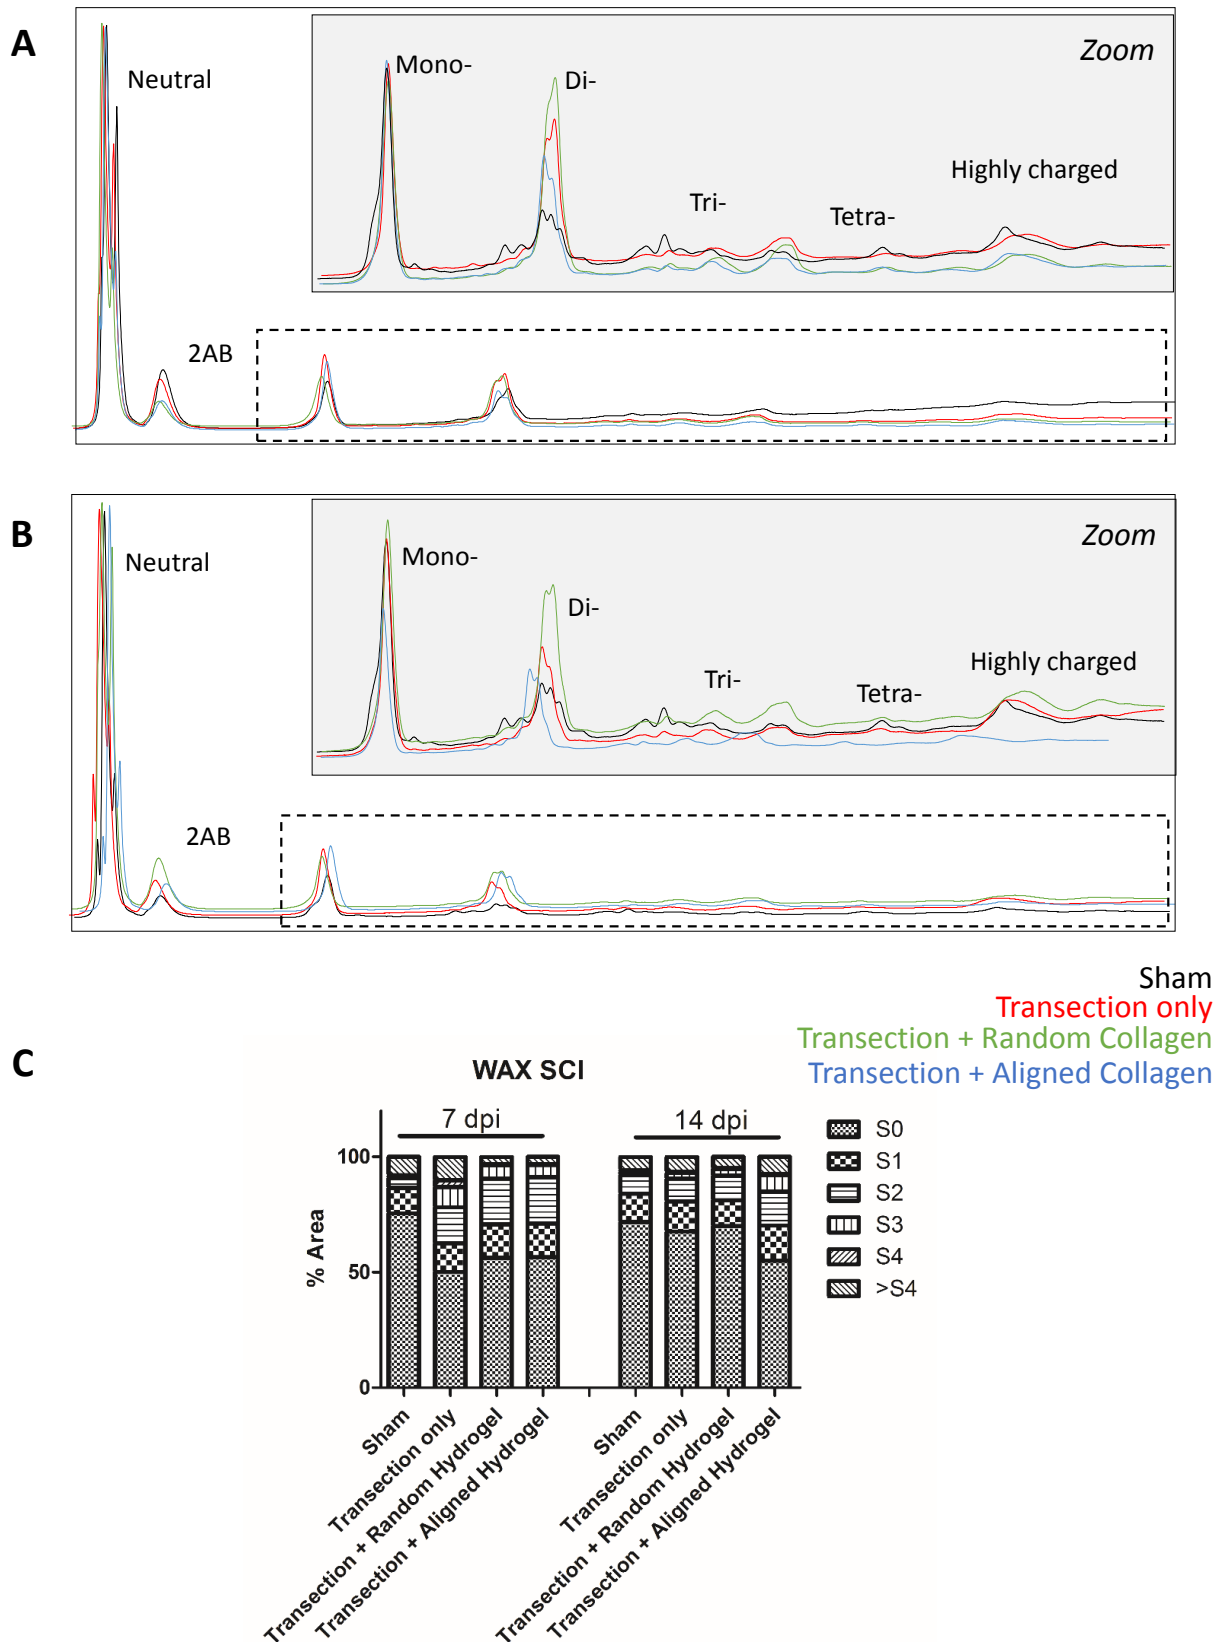 A
Neutral
Mono-
Di-
Zoom
Tri-
Tetra-
Highly charged
2AB
B
Neutral
Mono-
Di-
Zoom
Tri-
Tetra-
Highly charged
2AB
Sham
Transection only
Transection + Random Collagen
Transection + Aligned Collagen
C
WAX SCI
7 dpi
14 dpi
% Area
100
50
0
S0
S1
S2
S3
S4
>S4
Sham
Transection only
Transection + Random Hydrogel
Transection + Aligned Hydrogel
Sham
Transection only
Transection + Random Hydrogel
Transection + Aligned Hydrogel